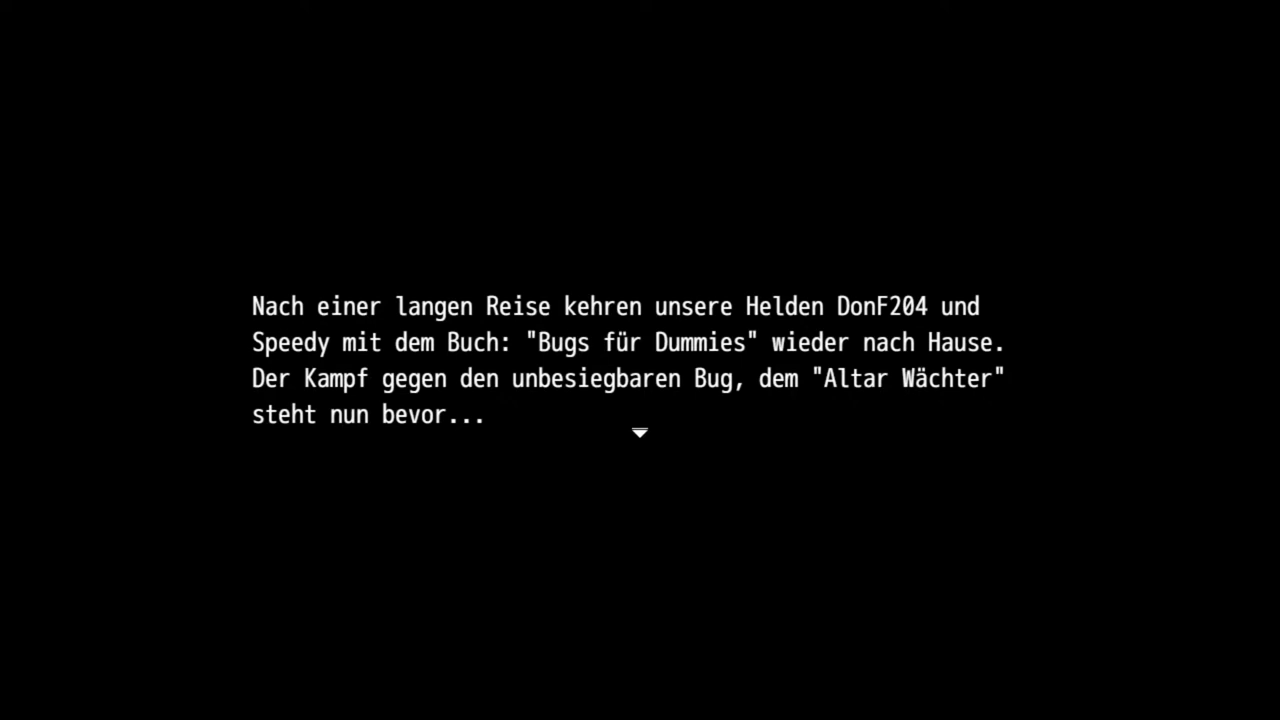 Nach einer langen Reise kehren unsere Helden DonF204 und
Speedy mit dem Buch: "Bugs für Dummies" wieder nach Hause.
Der Kampf gegen den unbesiegbaren Bug, dem "Altar Wächter"
steht nun bevor...